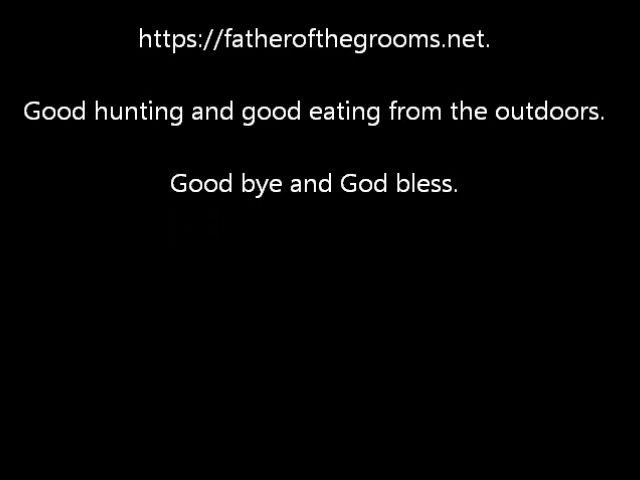 https://fatherofthegrooms.net.
Good hunting and good eating from the outdoors.
Good bye and God bless.